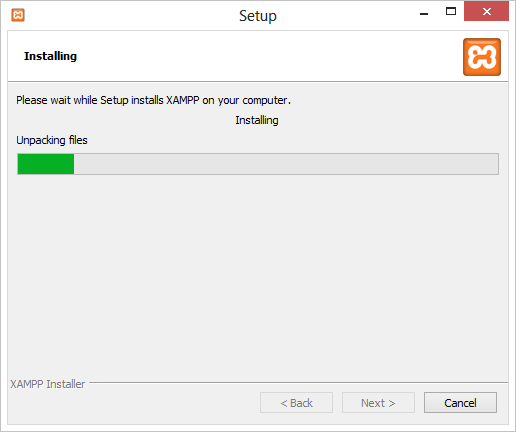 Setup
Installing
Please wait while Setup installs XAMPP on your computer.
Installing
Unpacking files
XAMPP Installer
< Back
Next >
Cancel